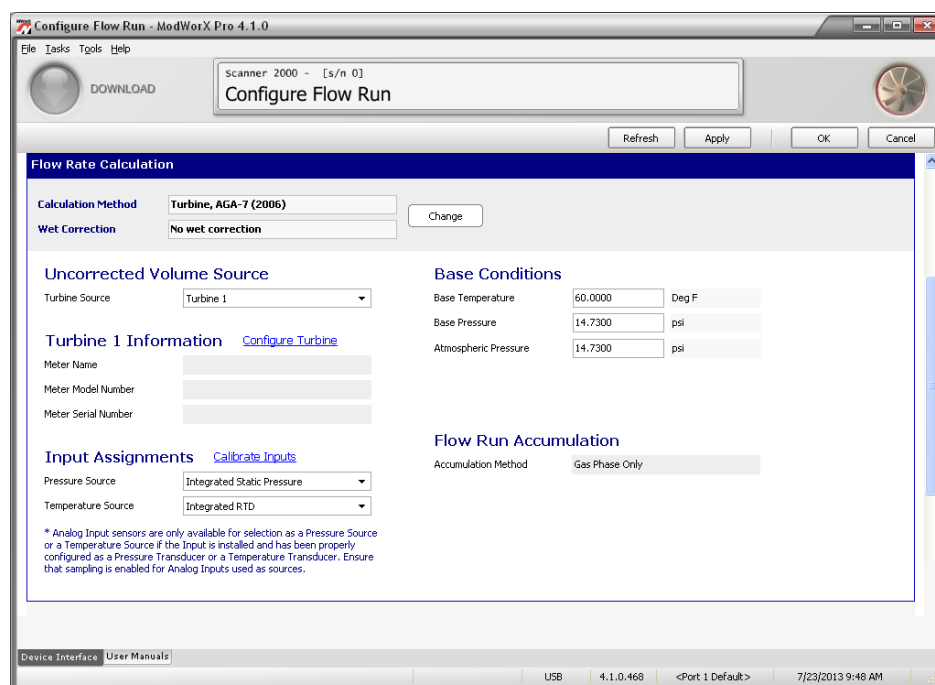 Configure Flow Run - ModWorX Pro 4.1.0
File Tasks Tools Help
DOWNLOAD
Scanner 2000 - [s/n 0]
Configure Flow Run
Refresh Apply OK Cancel
Flow Rate Calculation
Calculation Method Turbine, AGA-7 (2006)
Change
Wet Correction No wet correction
Uncorrected Volume Source
Turbine Source Turbine 1
Turbine 1 Information Configure Turbine
Meter Name
Meter Model Number
Meter Serial Number
Input Assignments Calibrate Inputs
Pressure Source Integrated Static Pressure
Temperature Source Integrated RTD
* Analog Input sensors are only available for selection as a Pressure Source
or a Temperature Source if the Input is installed and has been properly
configured as a Pressure Transducer or a Temperature Transducer. Ensure
that sampling is enabled for Analog Inputs used as sources.
Base Conditions
Base Temperature 60.0000 Deg F
Base Pressure 14.7300 psi
Atmospheric Pressure 14.7300 psi
Flow Run Accumulation
Accumulation Method Gas Phase Only
Device Interface User Manuals
USB 4.1.0.468 <Port 1 Default> 7/23/2013 9:48 AM